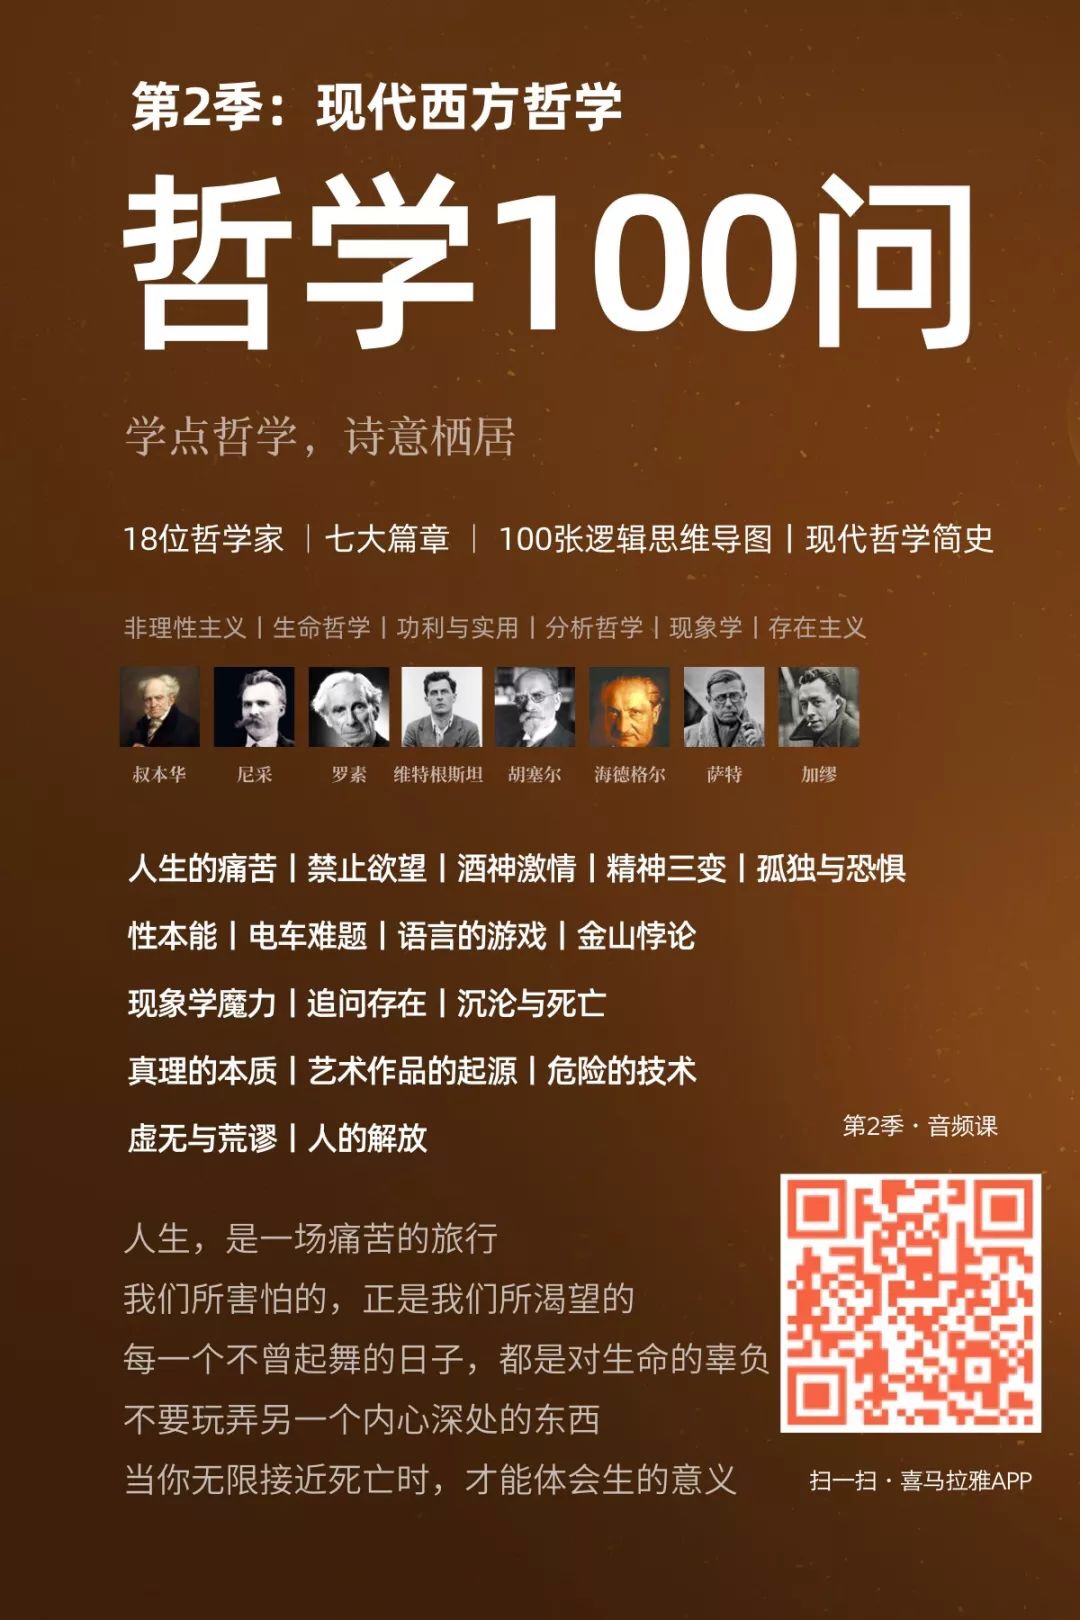 第2季：现代西方哲学
哲学100问
学点哲学，诗意栖居
18位哲学家｜七大篇章｜100张逻辑思维导图｜现代哲学简史
非理性主义｜生命哲学｜功利与实用｜分析哲学｜现象学｜存在主义
叔本华 尼采 罗素 维特根斯坦 胡塞尔 海德格尔 萨特 加缪
人生的痛苦｜禁止欲望｜酒神激情｜精神三变｜孤独与恐惧
性本能｜电车难题｜语言的游戏｜金山悖论
现象学魔力｜追问存在｜沉沦与死亡
真理的本质｜艺术作品的起源｜危险的技术
虚无与荒谬｜人的解放
第2季·音频课
人生，是一场痛苦的旅行
我们所害怕的，正是我们所渴望的
每一个不曾起舞的日子，都是对生命的辜负
不要玩弄另一个内心深处的东西
当你无限接近死亡时，才能体会生的意义
扫一扫·喜马拉雅APP